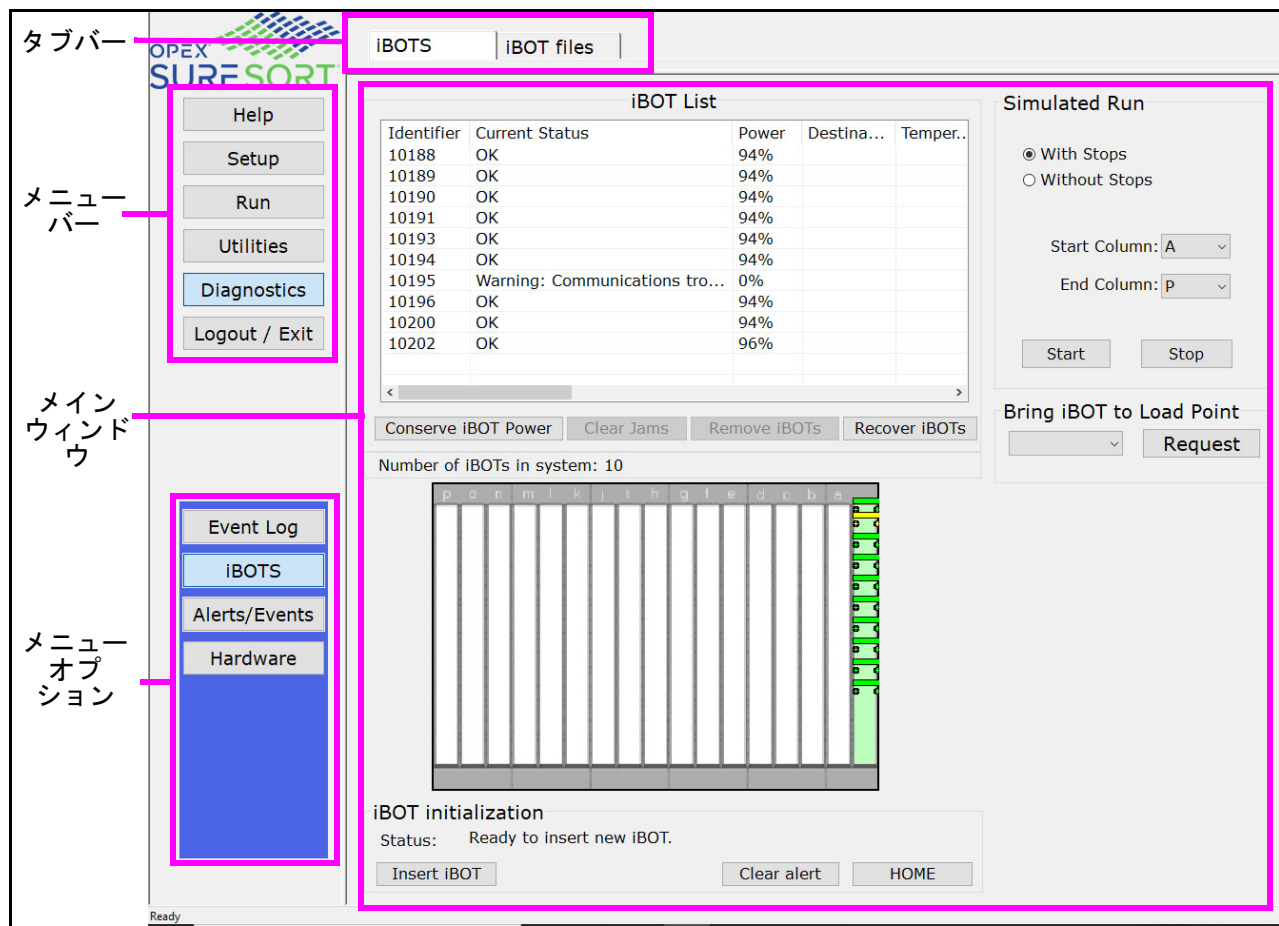 タブバー
メニュー
バー
メイン
ウィンド
ウ
メニュー
オプ
ション
OPEX
SURESORT
Help
Setup
Run
Utilities
Diagnostics
Logout / Exit
Event Log
iBOTS
Alerts/Events
Hardware
iBOTS iBOT files
iBOT List
Identifier Current Status Power Destina... Temper..
10188 OK 94%
10189 OK 94%
10190 OK 94%
10191 OK 94%
10193 OK 94%
10194 OK 94%
10195 Warning: Communications tro... 0%
10196 OK 94%
10200 OK 94%
10202 OK 96%
Conserve iBOT Power Clear Jams Remove iBOTs Recover iBOTs
Number of iBOTs in system: 10
p o n m l k j i h g f e d c b a
iBOT initialization
Status: Ready to insert new iBOT.
Insert iBOT Clear alert HOME
Simulated Run
With Stops
Without Stops
Start Column: A
End Column: P
Start Stop
Bring iBOT to Load Point
Request
Ready